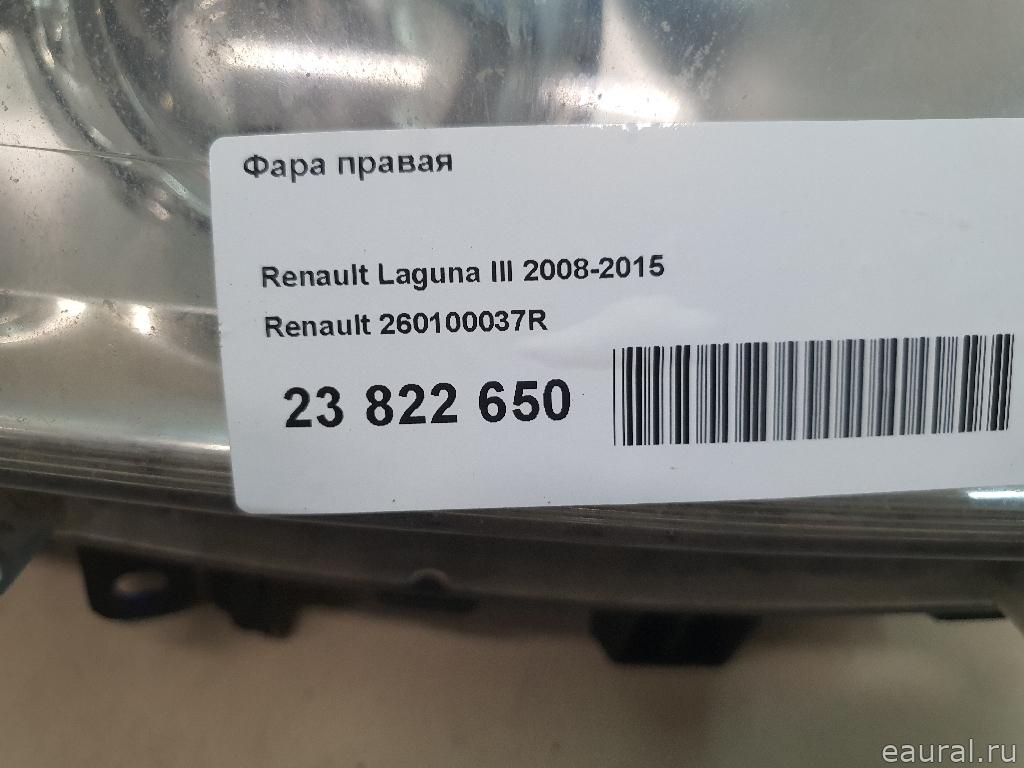 Фара правая
Renault Laguna III 2008-2015
Renault 260100037R
23 822 650
eaural.ru